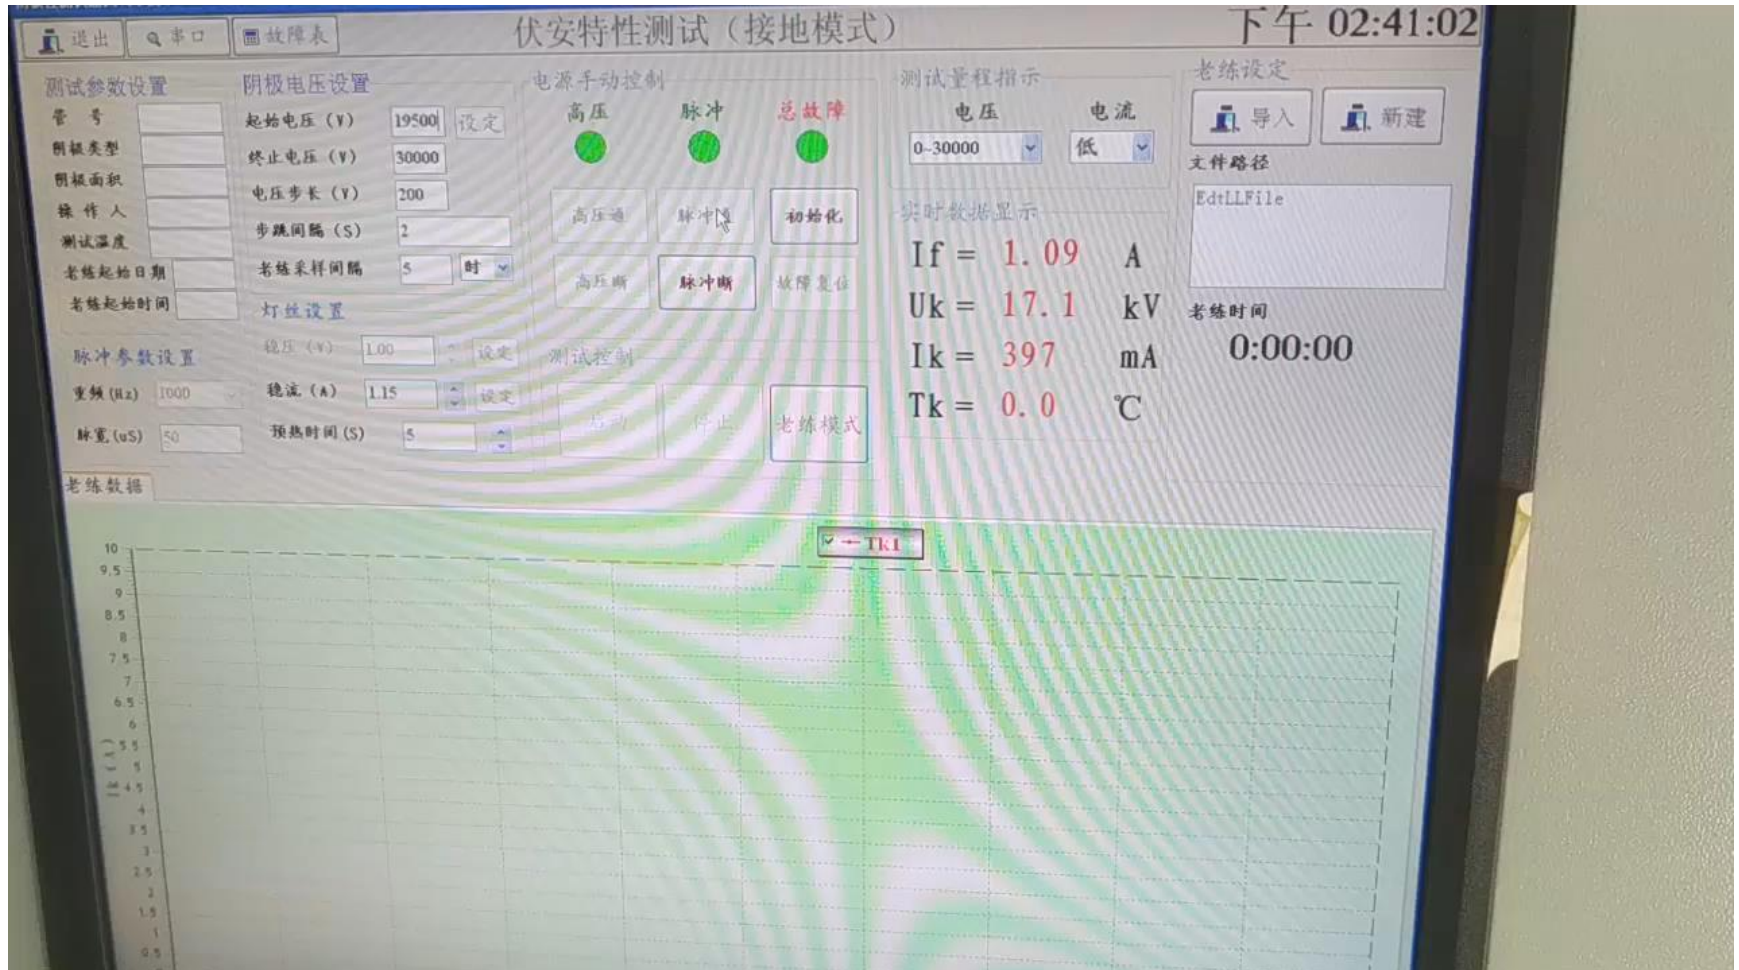 退出 串口 故障表
伏安特性测试（接地模式）
下午 02:41:02
测试参数设置
管 号
阴极类型
阴极面积
操 作 人
测试温度
老练起始日期
老练起始时间
脉冲参数设置
重频(Hz) 1000
脉宽(uS) 50
阴极电压设置
起始电压（V） 19500 设定
终止电压（V） 30000
电压步长（V） 200
步跳间隔（S） 2
老练采样间隔 5 时
灯丝设置
稳压（V） 1.00 设定
稳流（A） 1.15 设定
预热时间(S) 5
电源手动控制
高压 脉冲 总故障
高压通 脉冲通 初始化
高压断 脉冲断 故障复位
测试控制
启动 停止 老练模式
测试量程指示
电压 电流
0~30000 低
实时数据显示
If = 1.09 A
Uk = 17.1 kV
Ik = 397 mA
Tk = 0.0 ℃
老练设定
导入 新建
文件路径
EdtLLFile
老练时间
0:00:00
老练数据
Tk1
10
9.5
9
8.5
8
7.5
7
6.5
6
5.5
5
4.5
4
3.5
3
2.5
2
1.5
1
0.5